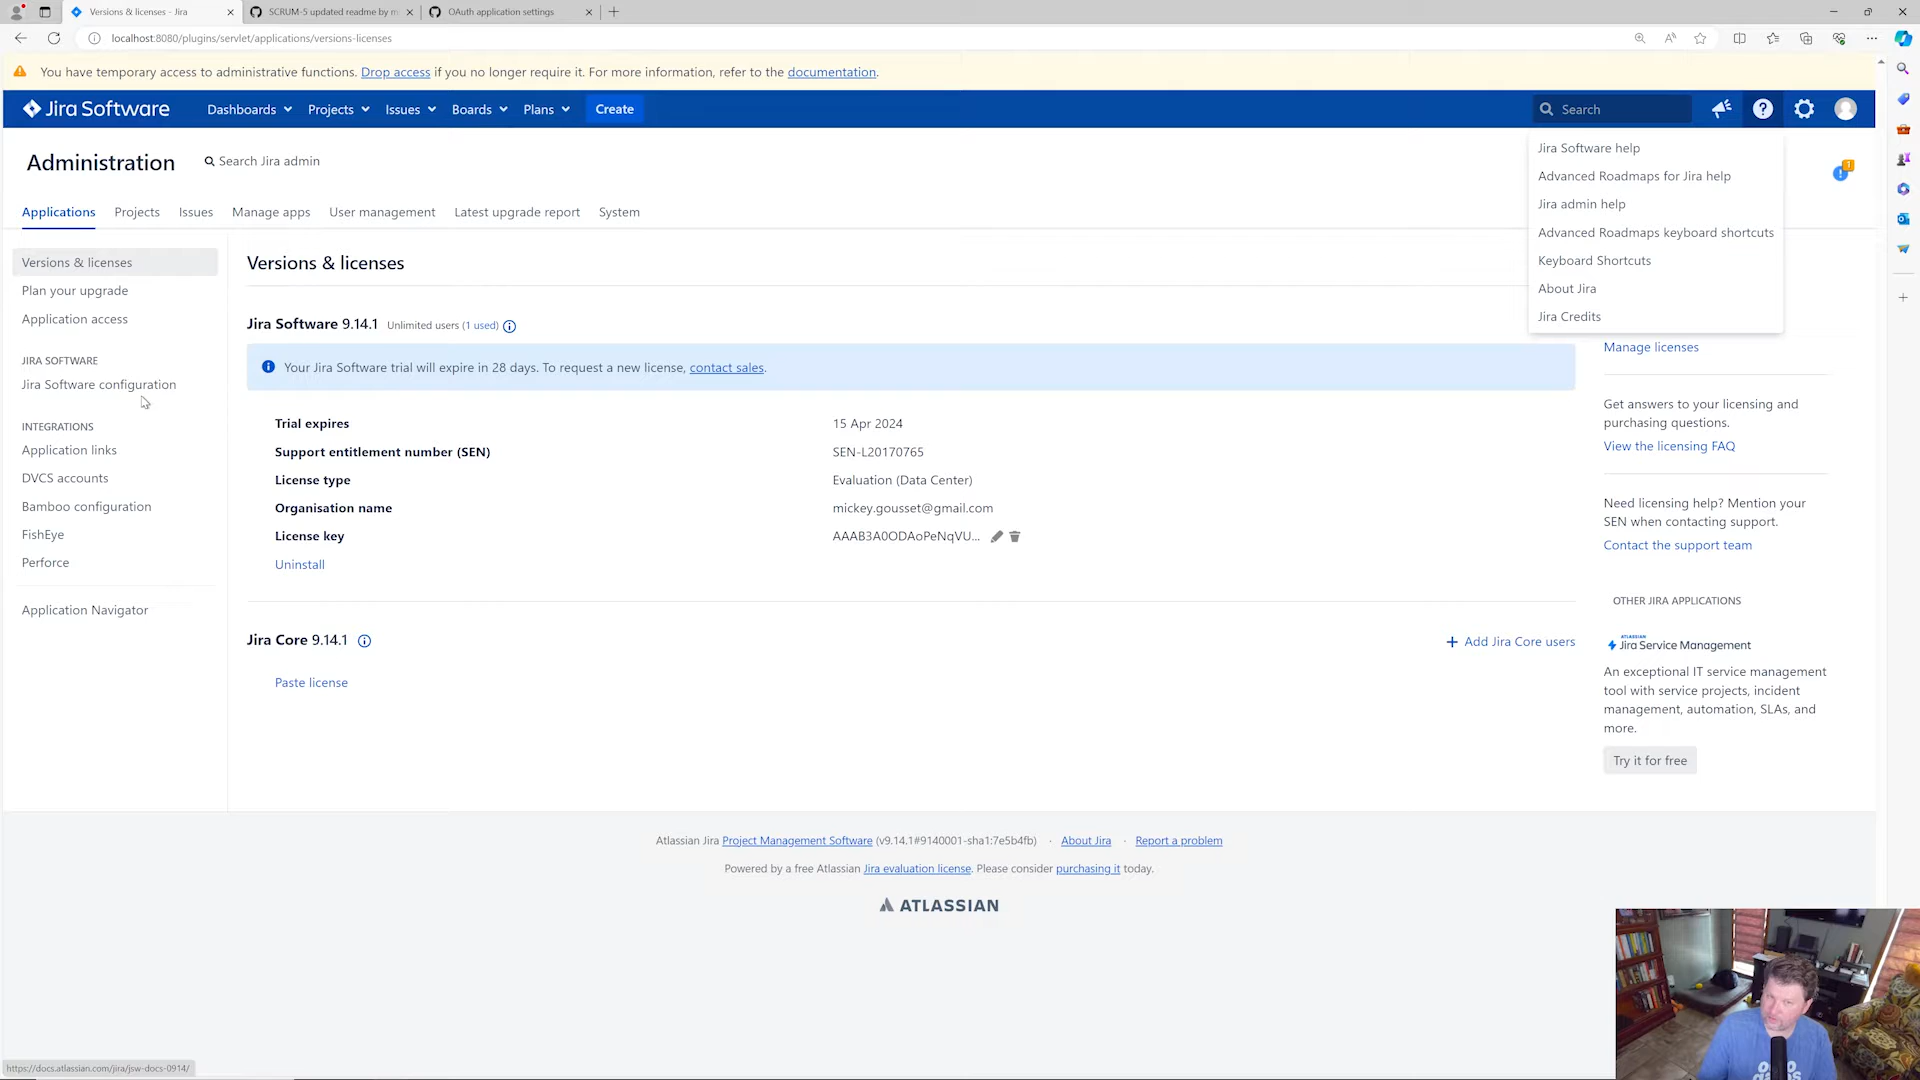 Versions & licenses - Jira
SCRUM-5 updated readme by m
OAuth application settings
localhost:8080/plugins/servlet/applications/versions-licenses
You have temporary access to administrative functions. Drop access if you no longer require it. For more information, refer to the documentation.
Jira Software
Dashboards
Projects
Issues
Boards
Plans
Create
Search
Administration
Search Jira admin
Jira Software help
Advanced Roadmaps for Jira help
Jira admin help
Advanced Roadmaps keyboard shortcuts
Keyboard Shortcuts
About Jira
Jira Credits
Applications
Projects
Issues
Manage apps
User management
Latest upgrade report
System
Versions & licenses
Plan your upgrade
Application access
JIRA SOFTWARE
Jira Software configuration
INTEGRATIONS
Application links
DVCS accounts
Bamboo configuration
FishEye
Perforce
Application Navigator
Versions & licenses
Jira Software 9.14.1 Unlimited users (1 used)
Your Jira Software trial will expire in 28 days. To request a new license, contact sales.
Trial expires 15 Apr 2024
Support entitlement number (SEN) SEN-L20170765
License type Evaluation (Data Center)
Organisation name mickey.gousset@gmail.com
License key AAAB3A0ODAoPeNqVU...
Uninstall
Jira Core 9.14.1
Add Jira Core users
Paste license
Manage licenses
Get answers to your licensing and
purchasing questions.
View the licensing FAQ
Need licensing help? Mention your
SEN when contacting support.
Contact the support team
OTHER JIRA APPLICATIONS
ATLASSIAN
Jira Service Management
An exceptional IT service management
tool with service projects, incident
management, automation, SLAs, and
more.
Try it for free
Atlassian Jira Project Management Software (v9.14.1#9140001-sha1:7e5b4fb) · About Jira · Report a problem
Powered by a free Atlassian Jira evaluation license. Please consider purchasing it today.
ATLASSIAN
https://docs.atlassian.com/jira/jsw-docs-0914/